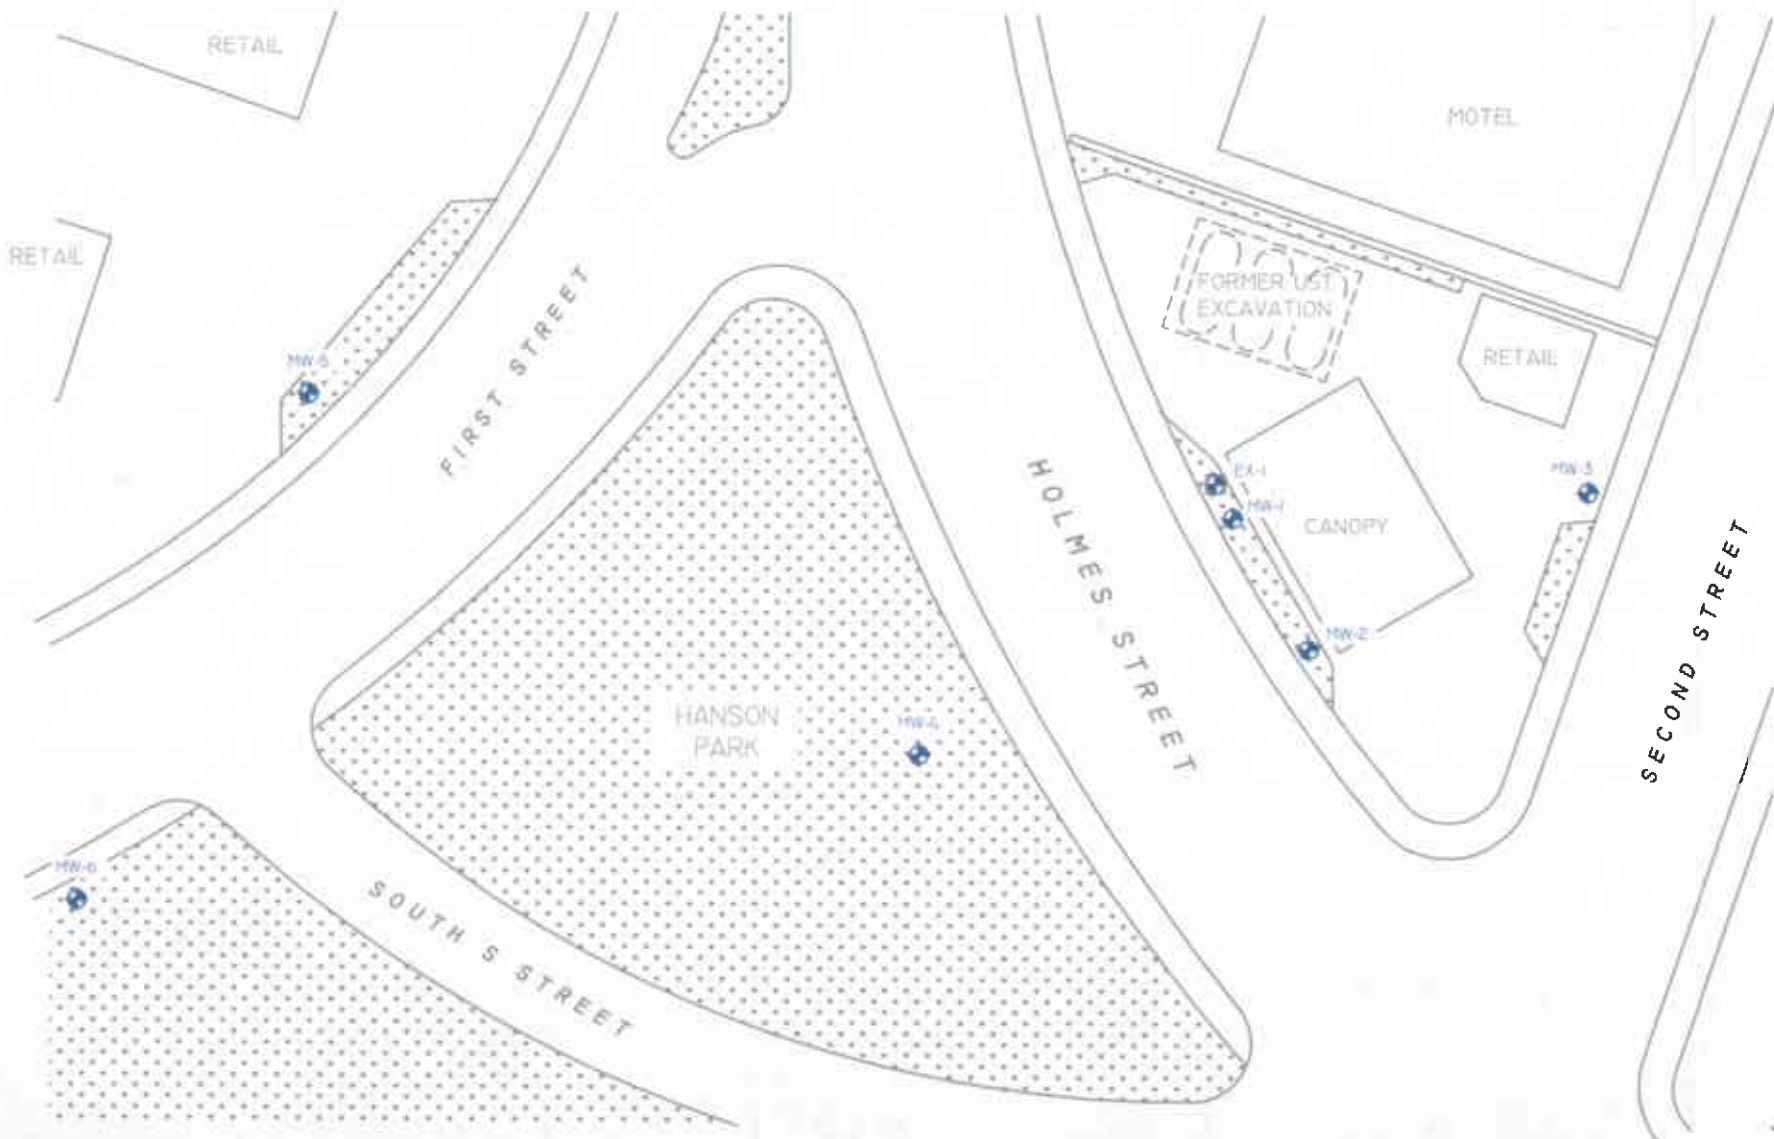 RETAIL
MOTEL
RETAIL
FORMER UST
EXCAVATION
FIRST STREET
MW-5
RETAIL
EX-1
MW-1
MW-3
CANOPY
HOLMES STREET
SECOND STREET
MW-2
HANSON
PARK
MW-4
MW-6
SOUTH S STREET